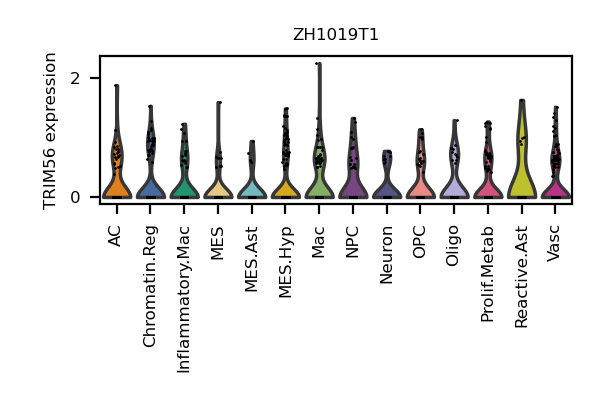 ZH1019T1
TRIM56 expression
2
0
AC
Chromatin.Reg
Inflammatory.Mac
MES
MES.Ast
MES.Hyp
Mac
NPC
Neuron
OPC
Oligo
Prolif.Metab
Reactive.Ast
Vasc